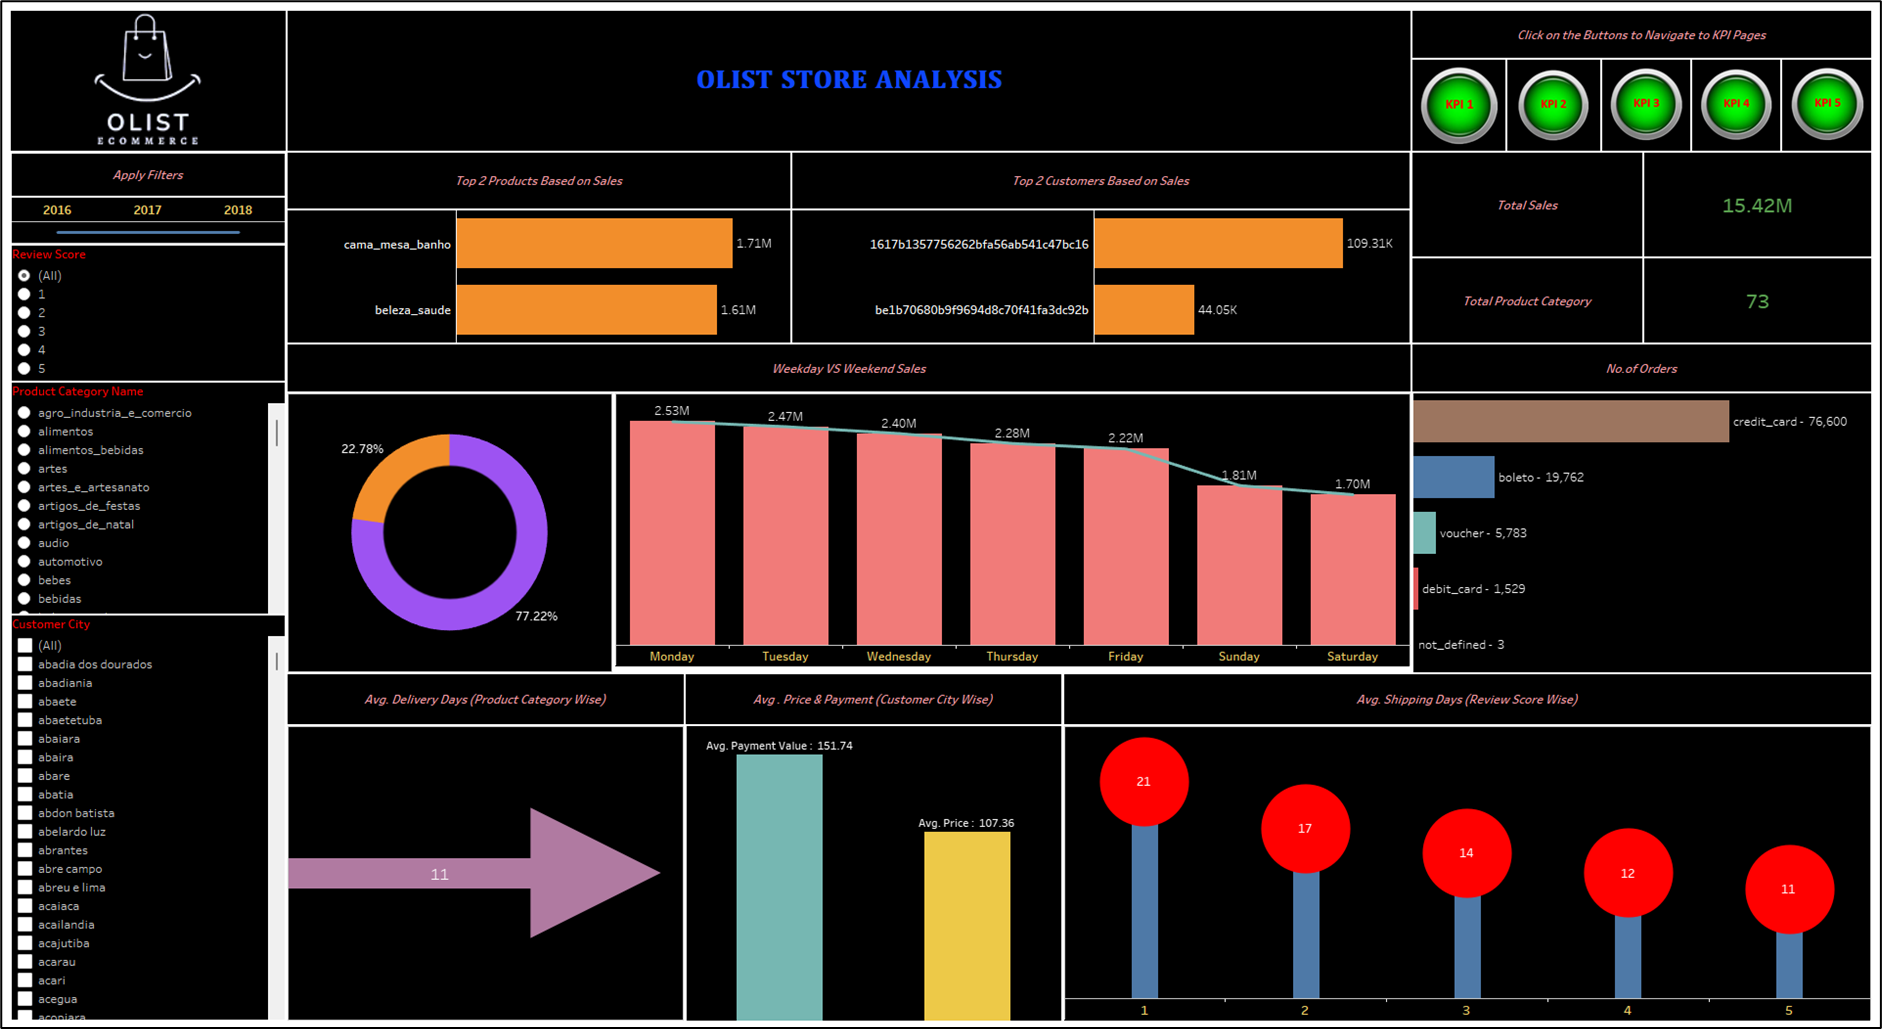 OLIST
ECOMMERCE
OLIST STORE ANALYSIS
Click on the Buttons to Navigate to KPI Pages
KPI 1
KPI 2
KPI 3
KPI 4
KPI 5
Apply Filters
2016 2017 2018
Review Score
(All)
1
2
3
4
5
Product Category Name
agro_industria_e_comercio
alimentos
alimentos_bebidas
artes
artes_e_artesanato
artigos_de_festas
artigos_de_natal
audio
automotivo
bebes
bebidas
Customer City
(All)
abadia dos dourados
abadiania
abaete
abaetetuba
abaiara
abaira
abare
abatia
abdon batista
abelardo luz
abrantes
abre campo
abreu e lima
acaiaca
acailandia
acajutiba
acarau
acari
acegua
acopiara
Top 2 Products Based on Sales
cama_mesa_banho 1.71M
beleza_saude 1.61M
Top 2 Customers Based on Sales
1617b1357756262bfa56ab541c47bc16 109.31K
be1b70680b9f9694d8c70f41fa3dc92b 44.05K
Total Sales 15.42M
Total Product Category 73
Weekday VS Weekend Sales
22.78%
77.22%
2.53M 2.47M 2.40M 2.28M 2.22M 1.81M 1.70M
Monday Tuesday Wednesday Thursday Friday Sunday Saturday
No.of Orders
credit_card - 76,600
boleto - 19,762
voucher - 5,783
debit_card - 1,529
not_defined - 3
Avg. Delivery Days (Product Category Wise)
11
Avg . Price & Payment (Customer City Wise)
Avg. Payment Value : 151.74
Avg. Price : 107.36
Avg. Shipping Days (Review Score Wise)
21 17 14 12 11
1 2 3 4 5